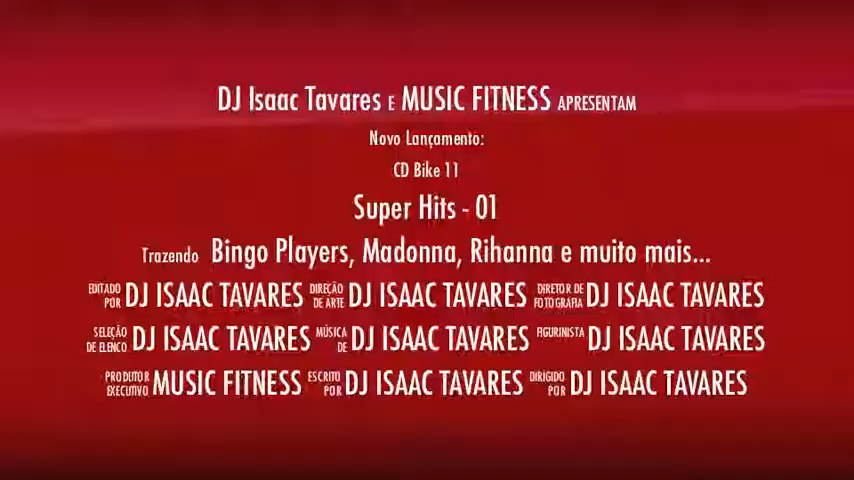 DJ Isaac Tavares E MUSIC FITNESS APRESENTAM
Novo Lançamento:
CD Bike 11
Super Hits - 01
Trazendo Bingo Players, Madonna, Rihanna e muito mais...
EDITADO POR DJ ISAAC TAVARES DIREÇÃO DE ARTE DJ ISAAC TAVARES DIRETOR DE FOTOGRAFIA DJ ISAAC TAVARES
SELEÇÃO DE ELENCO DJ ISAAC TAVARES MÚSICA DE DJ ISAAC TAVARES FIGURINISTA DJ ISAAC TAVARES
PRODUTOR EXECUTIVO MUSIC FITNESS ESCRITO POR DJ ISAAC TAVARES DIRIGIDO POR DJ ISAAC TAVARES